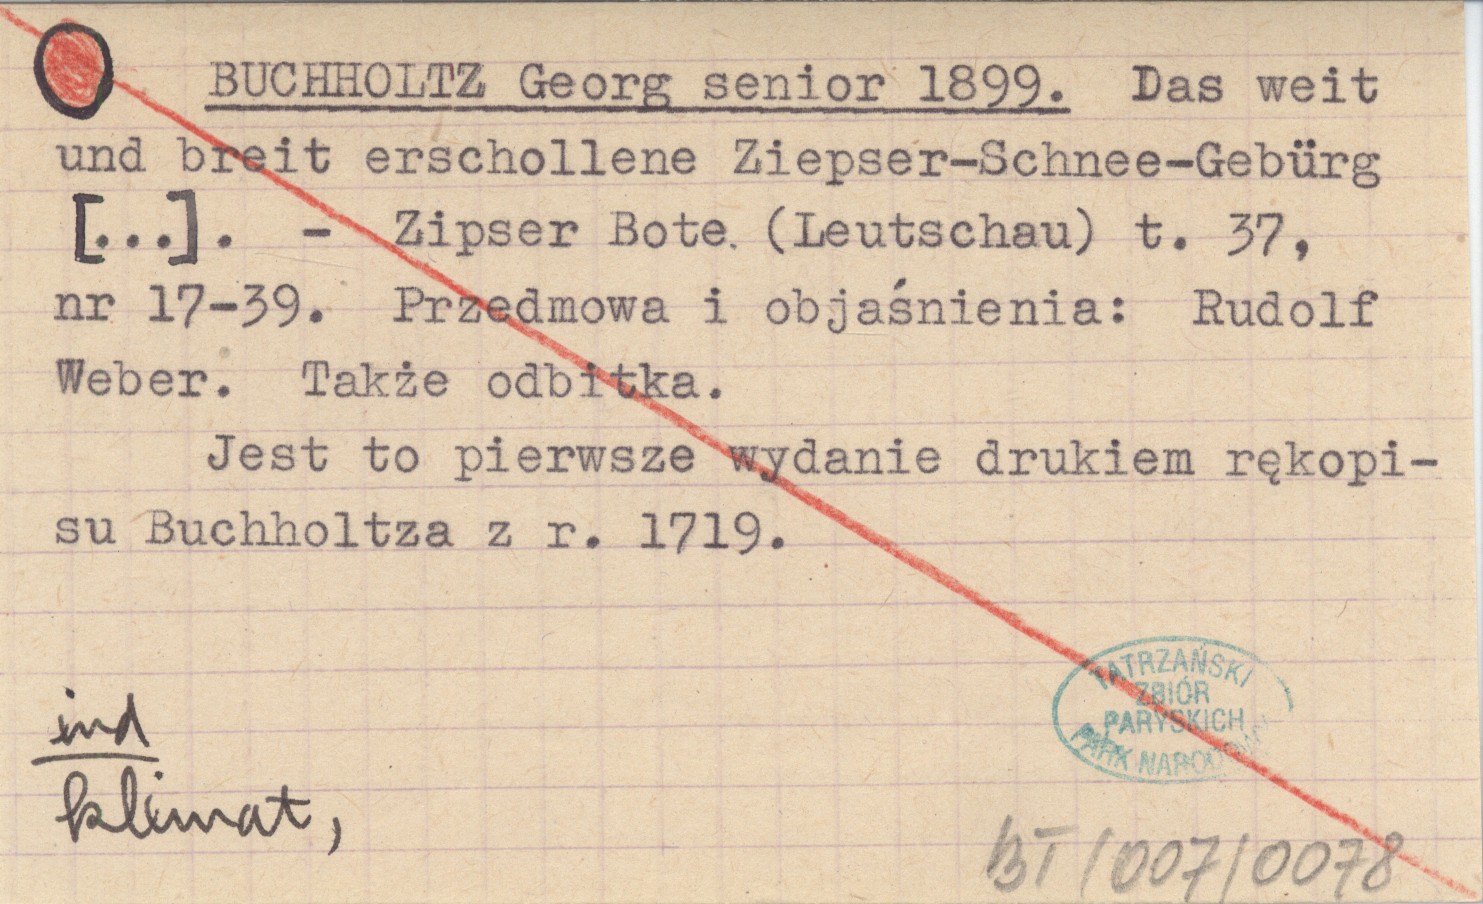 BUCHHOLTZ Georg senior 1899. Das weit
und breit erschollene Ziepser-Schnee-Gebürg
[...]. - Zipser Bote. (Leutschau) t. 37,
nr 17-39. Przedmowa i objaśnienia: Rudolf
Weber. Także odbitka.
Jest to pierwsze wydanie drukiem rękopi-
su Buchholtza z r. 1719.
TATRZAŃSKI
ZBIÓR
PARYSKICH
PARK NARODOWY
ind
klimat,
BT/007/0078